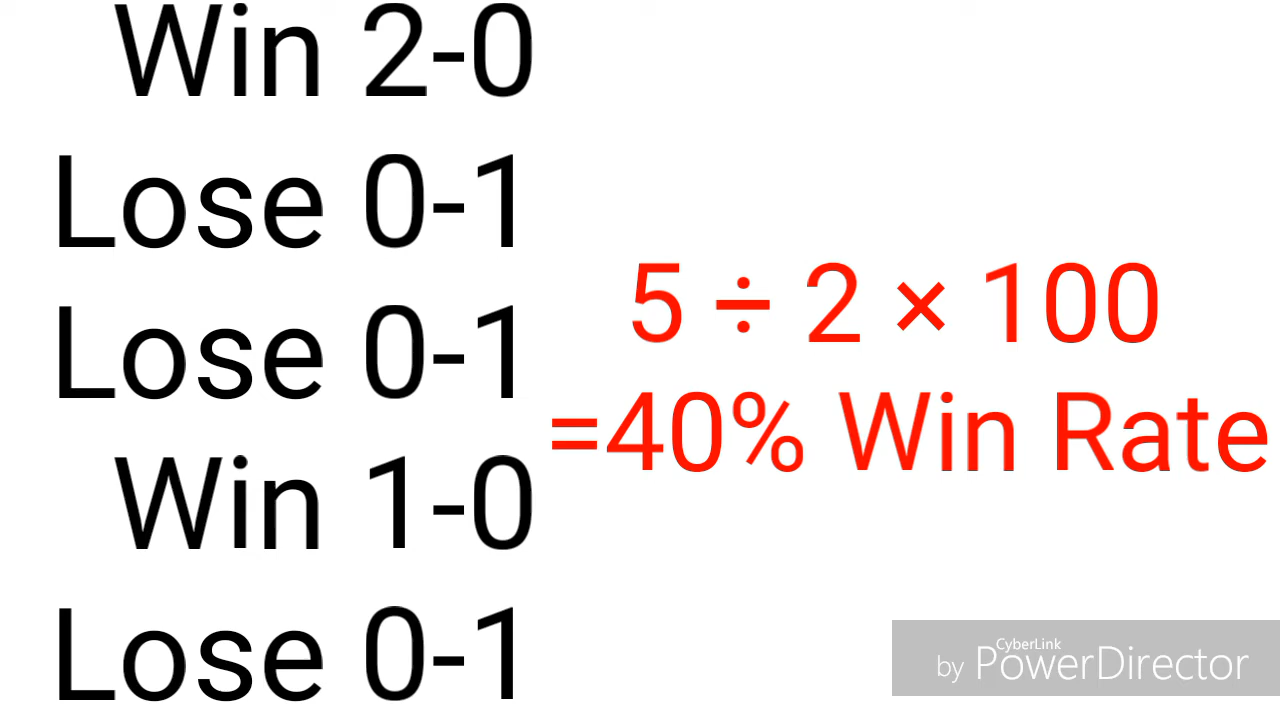 Win 2-0
Lose 0-1
Lose 0-1
Win 1-0
Lose 0-1
5 ÷ 2 × 100
=40% Win Rate
CyberLink
by PowerDirector